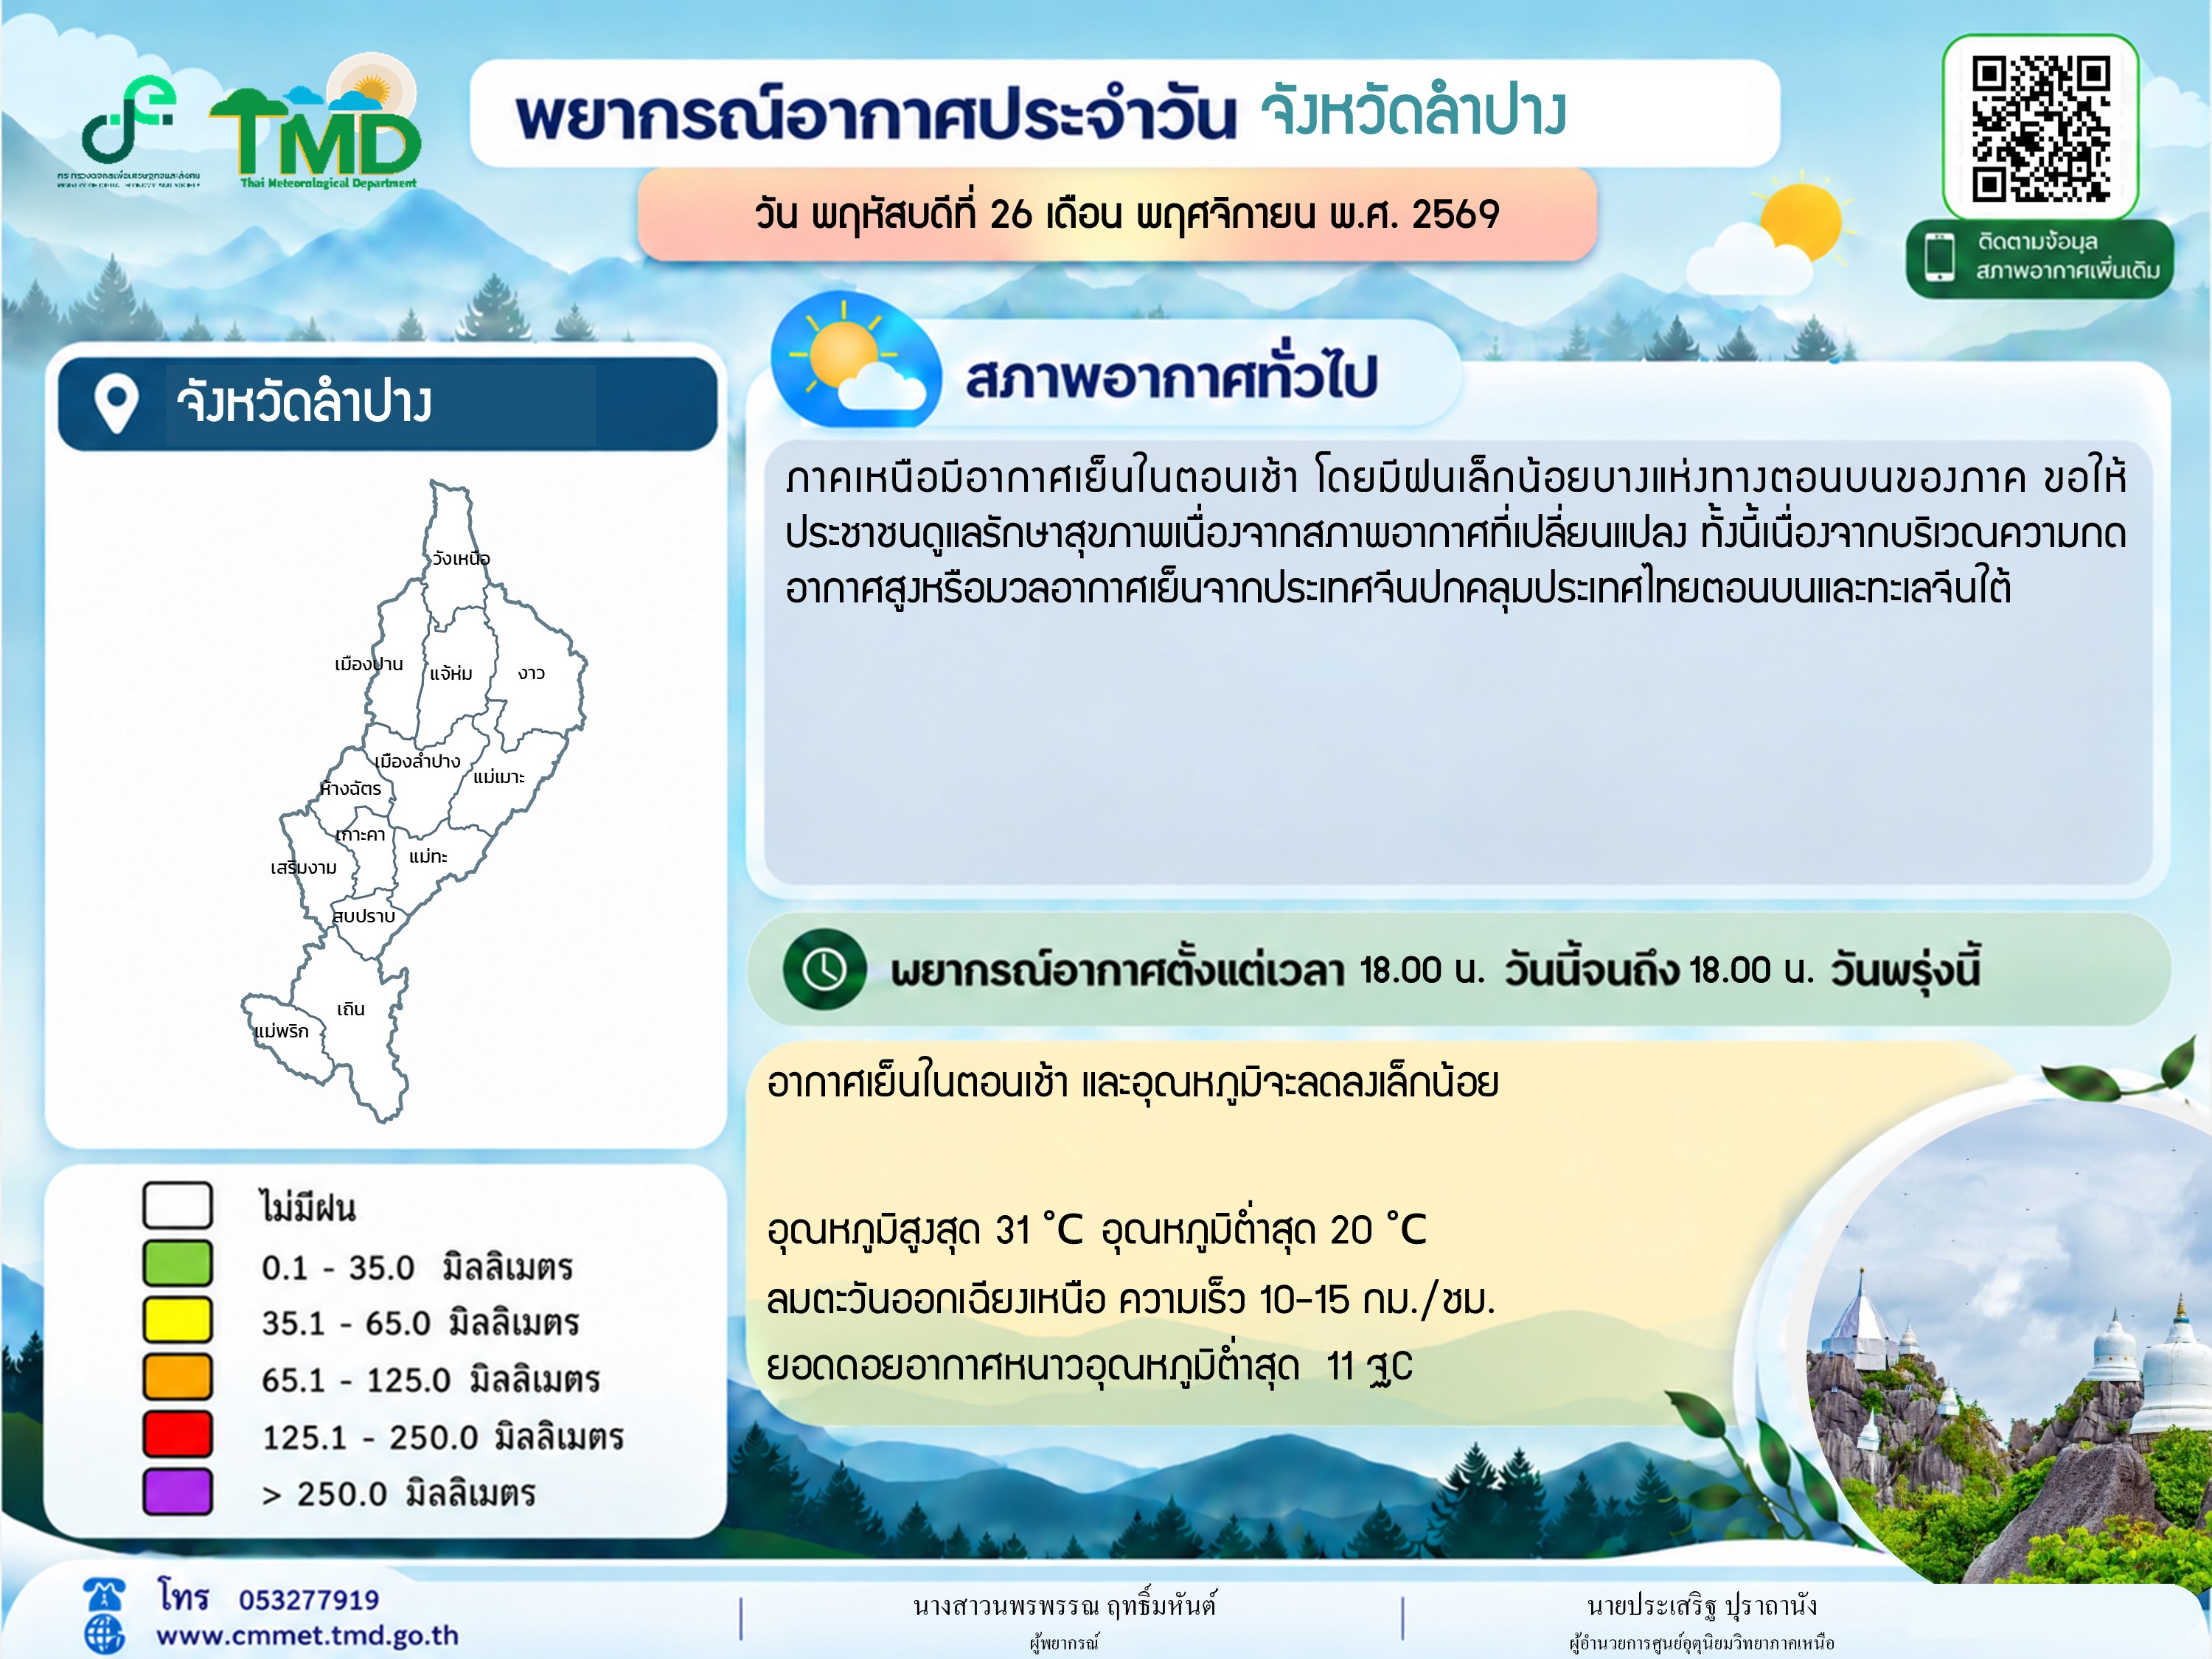 พยากรณ์อากาศประจำวัน จังหวัดลำปาง
TMD
Thai Meteorological Department
วัน พฤหัสบดีที่ 26 เดือน พฤศจิกายน พ.ศ. 2569
ติดตามข้อมูล
สภาพอากาศเพิ่มเติม
จังหวัดลำปาง
วังเหนือ
เมืองปาน
แจ้ห่ม
งาว
เมืองลำปาง
แม่เมาะ
ห้างฉัตร
เกาะคา
แม่ทะ
เสริมงาม
สบปราบ
เถิน
แม่พริก
ไม่มีฝน
0.1 - 35.0 มิลลิเมตร
35.1 - 65.0 มิลลิเมตร
65.1 - 125.0 มิลลิเมตร
125.1 - 250.0 มิลลิเมตร
> 250.0 มิลลิเมตร
สภาพอากาศทั่วไป
ภาคเหนือมีอากาศเย็นในตอนเช้า โดยมีฝนเล็กน้อยบางแห่งทางตอนบนของภาค ขอให้
ประชาชนดูแลรักษาสุขภาพเนื่องจากสภาพอากาศที่เปลี่ยนแปลง ทั้งนี้เนื่องจากบริเวณความกด
อากาศสูงหรือมวลอากาศเย็นจากประเทศจีนปกคลุมประเทศไทยตอนบนและทะเลจีนใต้
พยากรณ์อากาศตั้งแต่เวลา 18.00 น. วันนี้จนถึง 18.00 น. วันพรุ่งนี้
อากาศเย็นในตอนเช้า และอุณหภูมิจะลดลงเล็กน้อย
อุณหภูมิสูงสุด 31 °C อุณหภูมิต่ำสุด 20 °C
ลมตะวันออกเฉียงเหนือ ความเร็ว 10-15 กม./ชม.
ยอดดอยอากาศหนาวอุณหภูมิต่ำสุด 11 ฐC
โทร 053277919
www.cmmet.tmd.go.th
นางสาวนพรพรรณ ฤทธิ์มหันต์
ผู้พยากรณ์
นายประเสริฐ ปุราถานัง
ผู้อำนวยการศูนย์อุตุนิยมวิทยาภาคเหนือ